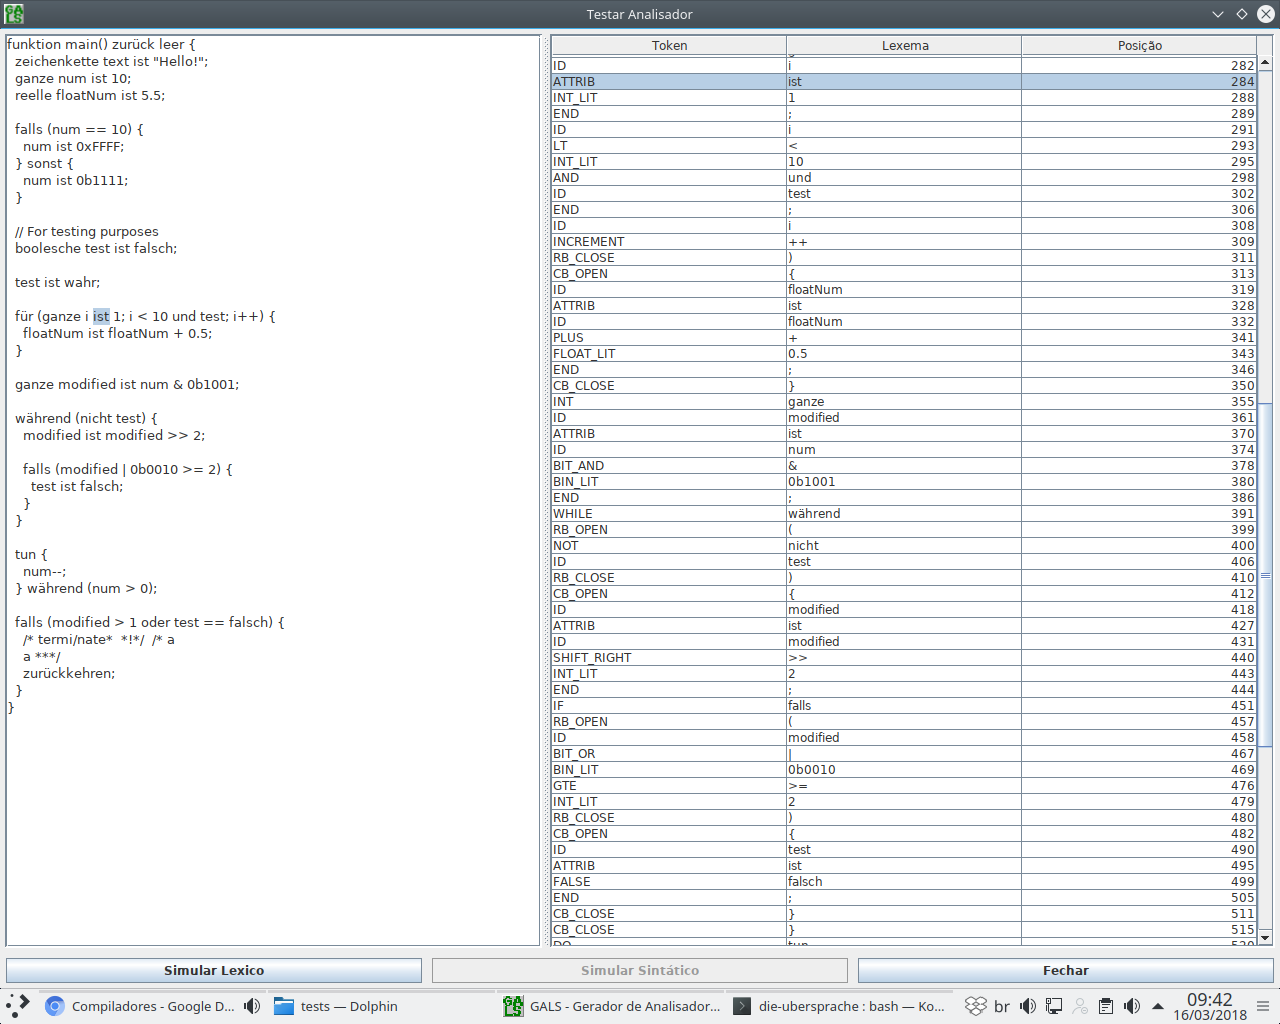 Testar Analisador
funktion main() zurück leer {
zeichenkette text ist "Hello!";
ganze num ist 10;
reelle floatNum ist 5.5;
falls (num == 10) {
num ist 0xFFFF;
} sonst {
num ist 0b1111;
}
// For testing purposes
boolesche test ist falsch;
test ist wahr;
für (ganze i ist 1; i < 10 und test; i++) {
floatNum ist floatNum + 0.5;
}
ganze modified ist num & 0b1001;
während (nicht test) {
modified ist modified >> 2;
falls (modified | 0b0010 >= 2) {
test ist falsch;
}
}
tun {
num--;
} während (num > 0);
falls (modified > 1 oder test == falsch) {
/* termi/nate*  *!*/  /* a
a ***/
zurückkehren;
}
}
Token Lexema Posição
ID i 282
ATTRIB ist 284
INT_LIT 1 288
END ; 289
ID i 291
LT < 293
INT_LIT 10 295
AND und 298
ID test 302
END ; 306
ID i 308
INCREMENT ++ 309
RB_CLOSE ) 311
CB_OPEN { 313
ID floatNum 319
ATTRIB ist 328
ID floatNum 332
PLUS + 341
FLOAT_LIT 0.5 343
END ; 346
CB_CLOSE } 350
INT ganze 355
ID modified 361
ATTRIB ist 370
ID num 374
BIT_AND & 378
BIN_LIT 0b1001 380
END ; 386
WHILE während 391
RB_OPEN ( 399
NOT nicht 400
ID test 406
RB_CLOSE ) 410
CB_OPEN { 412
ID modified 418
ATTRIB ist 427
ID modified 431
SHIFT_RIGHT >> 440
INT_LIT 2 443
END ; 444
IF falls 451
RB_OPEN ( 457
ID modified 458
BIT_OR | 467
BIN_LIT 0b0010 469
GTE >= 476
INT_LIT 2 479
RB_CLOSE ) 480
CB_OPEN { 482
ID test 490
ATTRIB ist 495
FALSE falsch 499
END ; 505
CB_CLOSE } 511
CB_CLOSE } 515
DO tun 520
Simular Lexico Simular Sintático Fechar
Compiladores - Google D... tests — Dolphin GALS - Gerador de Analisador... die-ubersprache : bash — Ko... br 09:42
16/03/2018